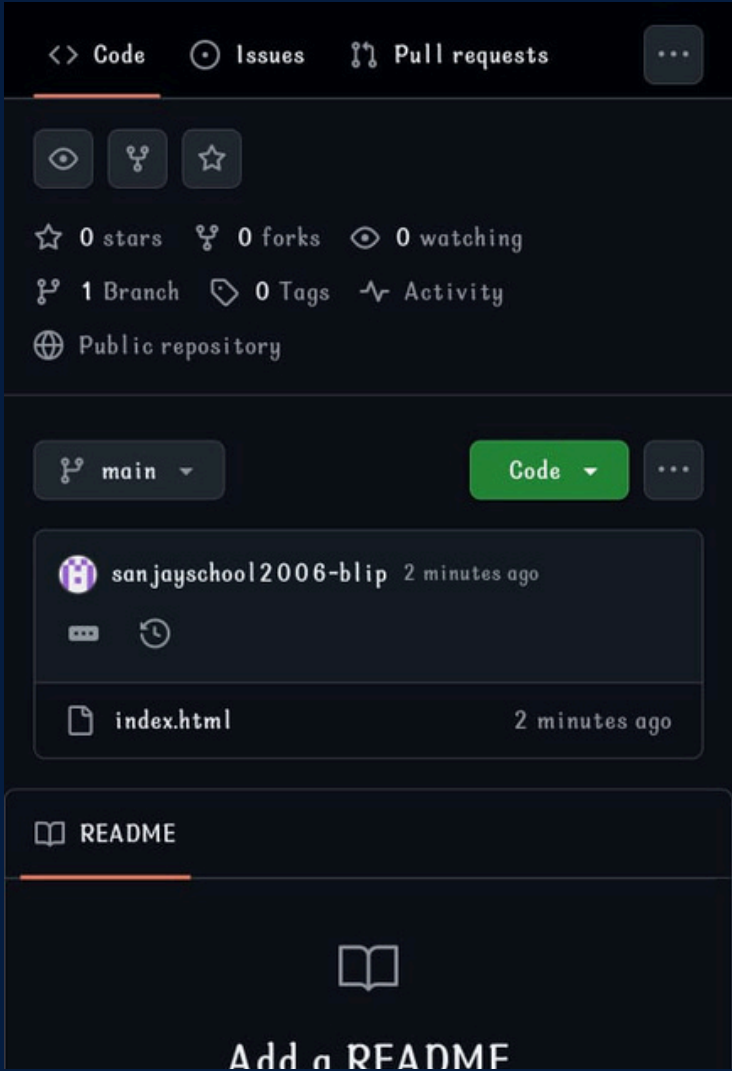 Code Issues Pull requests
0 stars 0 forks 0 watching
1 Branch 0 Tags Activity
Public repository
main Code
sanjayschool2006-blip 2 minutes ago
index.html 2 minutes ago
README
Add a README